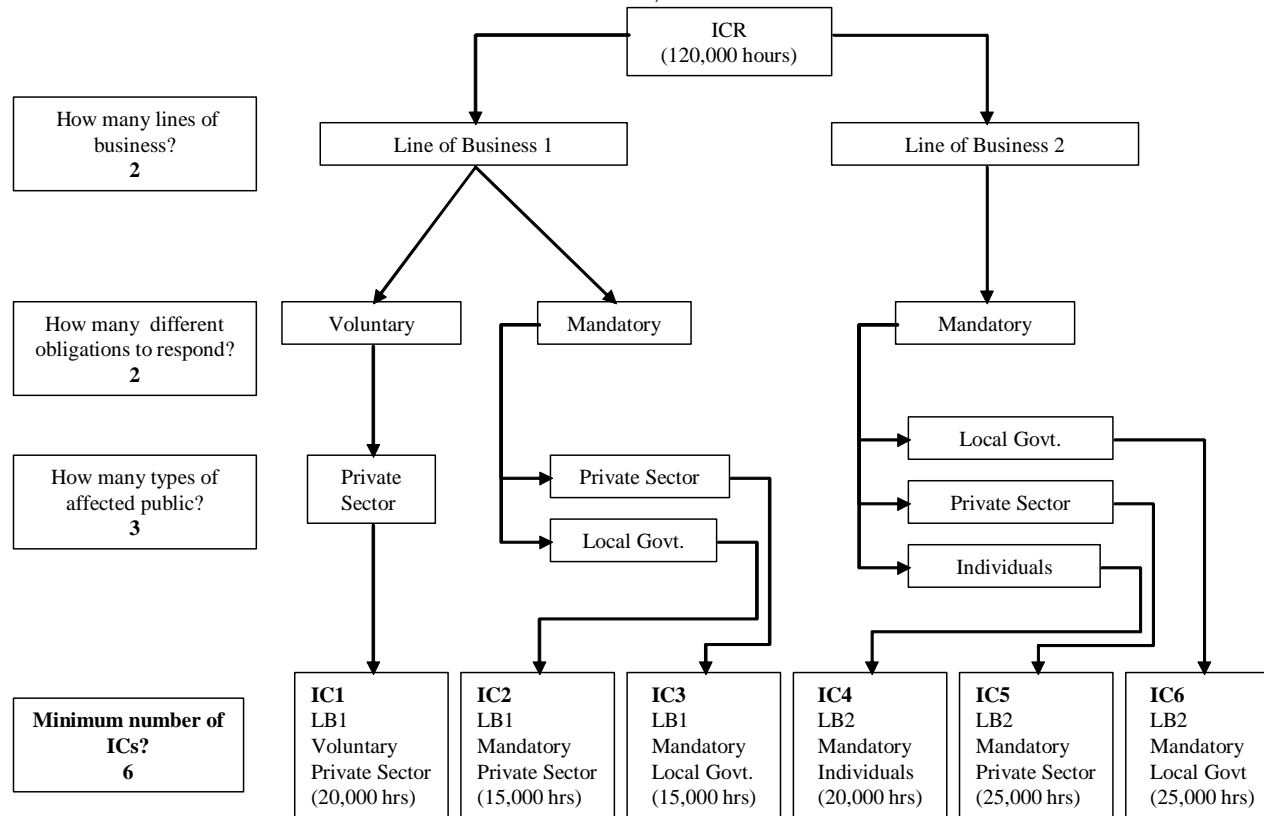 ICR
(120,000 hours)
How many lines of
business?
2
Line of Business 1
Line of Business 2
How many different
obligations to respond?
2
Voluntary
Mandatory
Mandatory
How many types of
affected public?
3
Private
Sector
Private Sector
Local Govt.
Local Govt.
Private Sector
Individuals
Minimum number of
ICs?
6
IC1
LB1
Voluntary
Private Sector
(20,000 hrs)
IC2
LB1
Mandatory
Private Sector
(15,000 hrs)
IC3
LB1
Mandatory
Local Govt.
(15,000 hrs)
IC4
LB2
Mandatory
Individuals
(20,000 hrs)
IC5
LB2
Mandatory
Private Sector
(25,000 hrs)
IC6
LB2
Mandatory
Local Govt
(25,000 hrs)